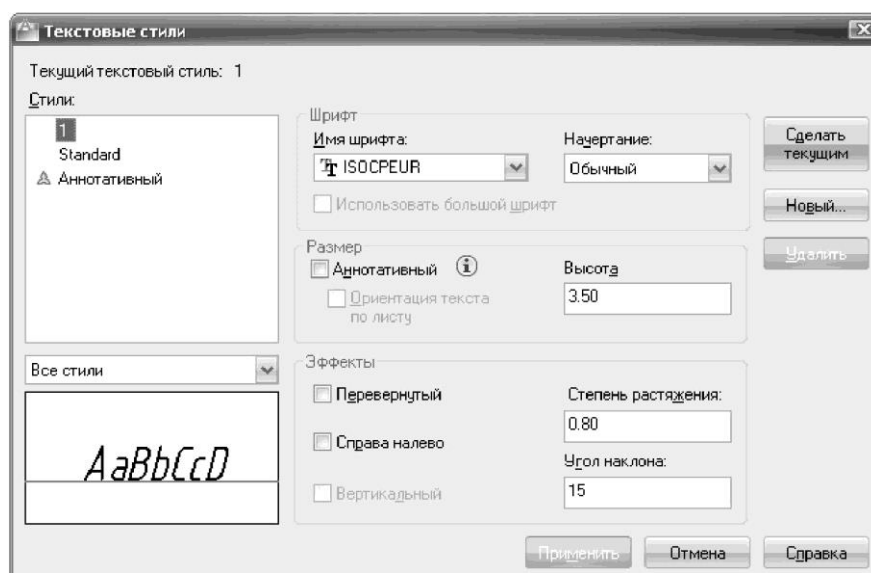 Текстовые стили
Текущий текстовый стиль: 1
Стили:
1
Standard
Аннотативный
Все стили
AaBbCcD
Шрифт
Имя шрифта:
ISOCPEUR
Начертание:
Обычный
Использовать большой шрифт
Размер
Аннотативный
Ориентация текста
по листу
Высота
3.50
Эффекты
Перевернутый
Справа налево
Вертикальный
Степень растяжения:
0.80
Угол наклона:
15
Сделать
текущим
Новый...
Удалить
Применить
Отмена
Справка